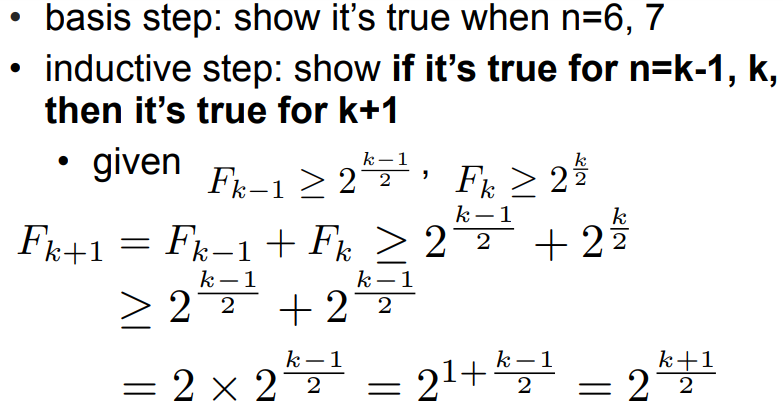 • basis step: show it's true when n=6, 7
• inductive step: show if it's true for n=k-1, k,
then it's true for k+1
• given $F_{k-1} \geq 2^{\frac{k-1}{2}}$ , $F_k \geq 2^{\frac{k}{2}}$
$F_{k+1} = F_{k-1} + F_k \geq 2^{\frac{k-1}{2}} + 2^{\frac{k}{2}}$
$\geq 2^{\frac{k-1}{2}} + 2^{\frac{k-1}{2}}$
$= 2 \times 2^{\frac{k-1}{2}} = 2^{1+\frac{k-1}{2}} = 2^{\frac{k+1}{2}}$